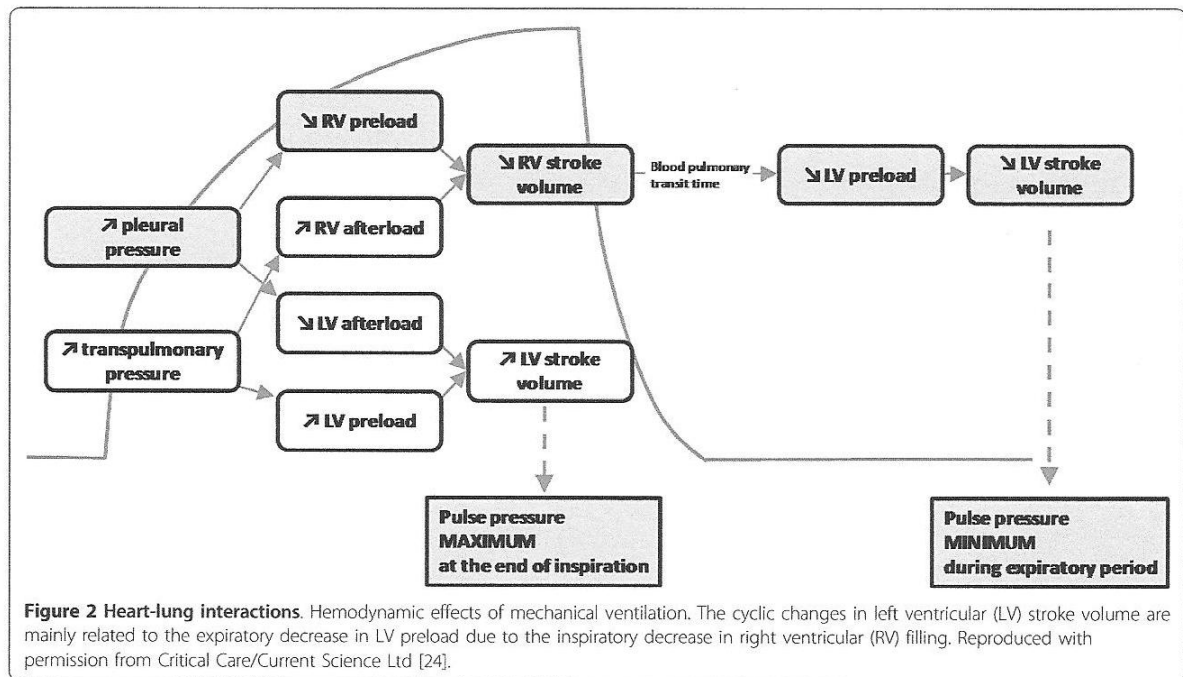 ↘ RV preload
↘ RV stroke
volume
Blood pulmonary
transit time
↘ LV preload
↘ LV stroke
volume
↗ pleural
pressure
↗ RV afterload
↘ LV afterload
↗ transpulmonary
pressure
↗ LV stroke
volume
↗ LV preload
Pulse pressure
MAXIMUM
at the end of inspiration
Pulse pressure
MINIMUM
during expiratory period
Figure 2 Heart-lung interactions. Hemodynamic effects of mechanical ventilation. The cyclic changes in left ventricular (LV) stroke volume are
mainly related to the expiratory decrease in LV preload due to the inspiratory decrease in right ventricular (RV) filling. Reproduced with
permission from Critical Care/Current Science Ltd [24].